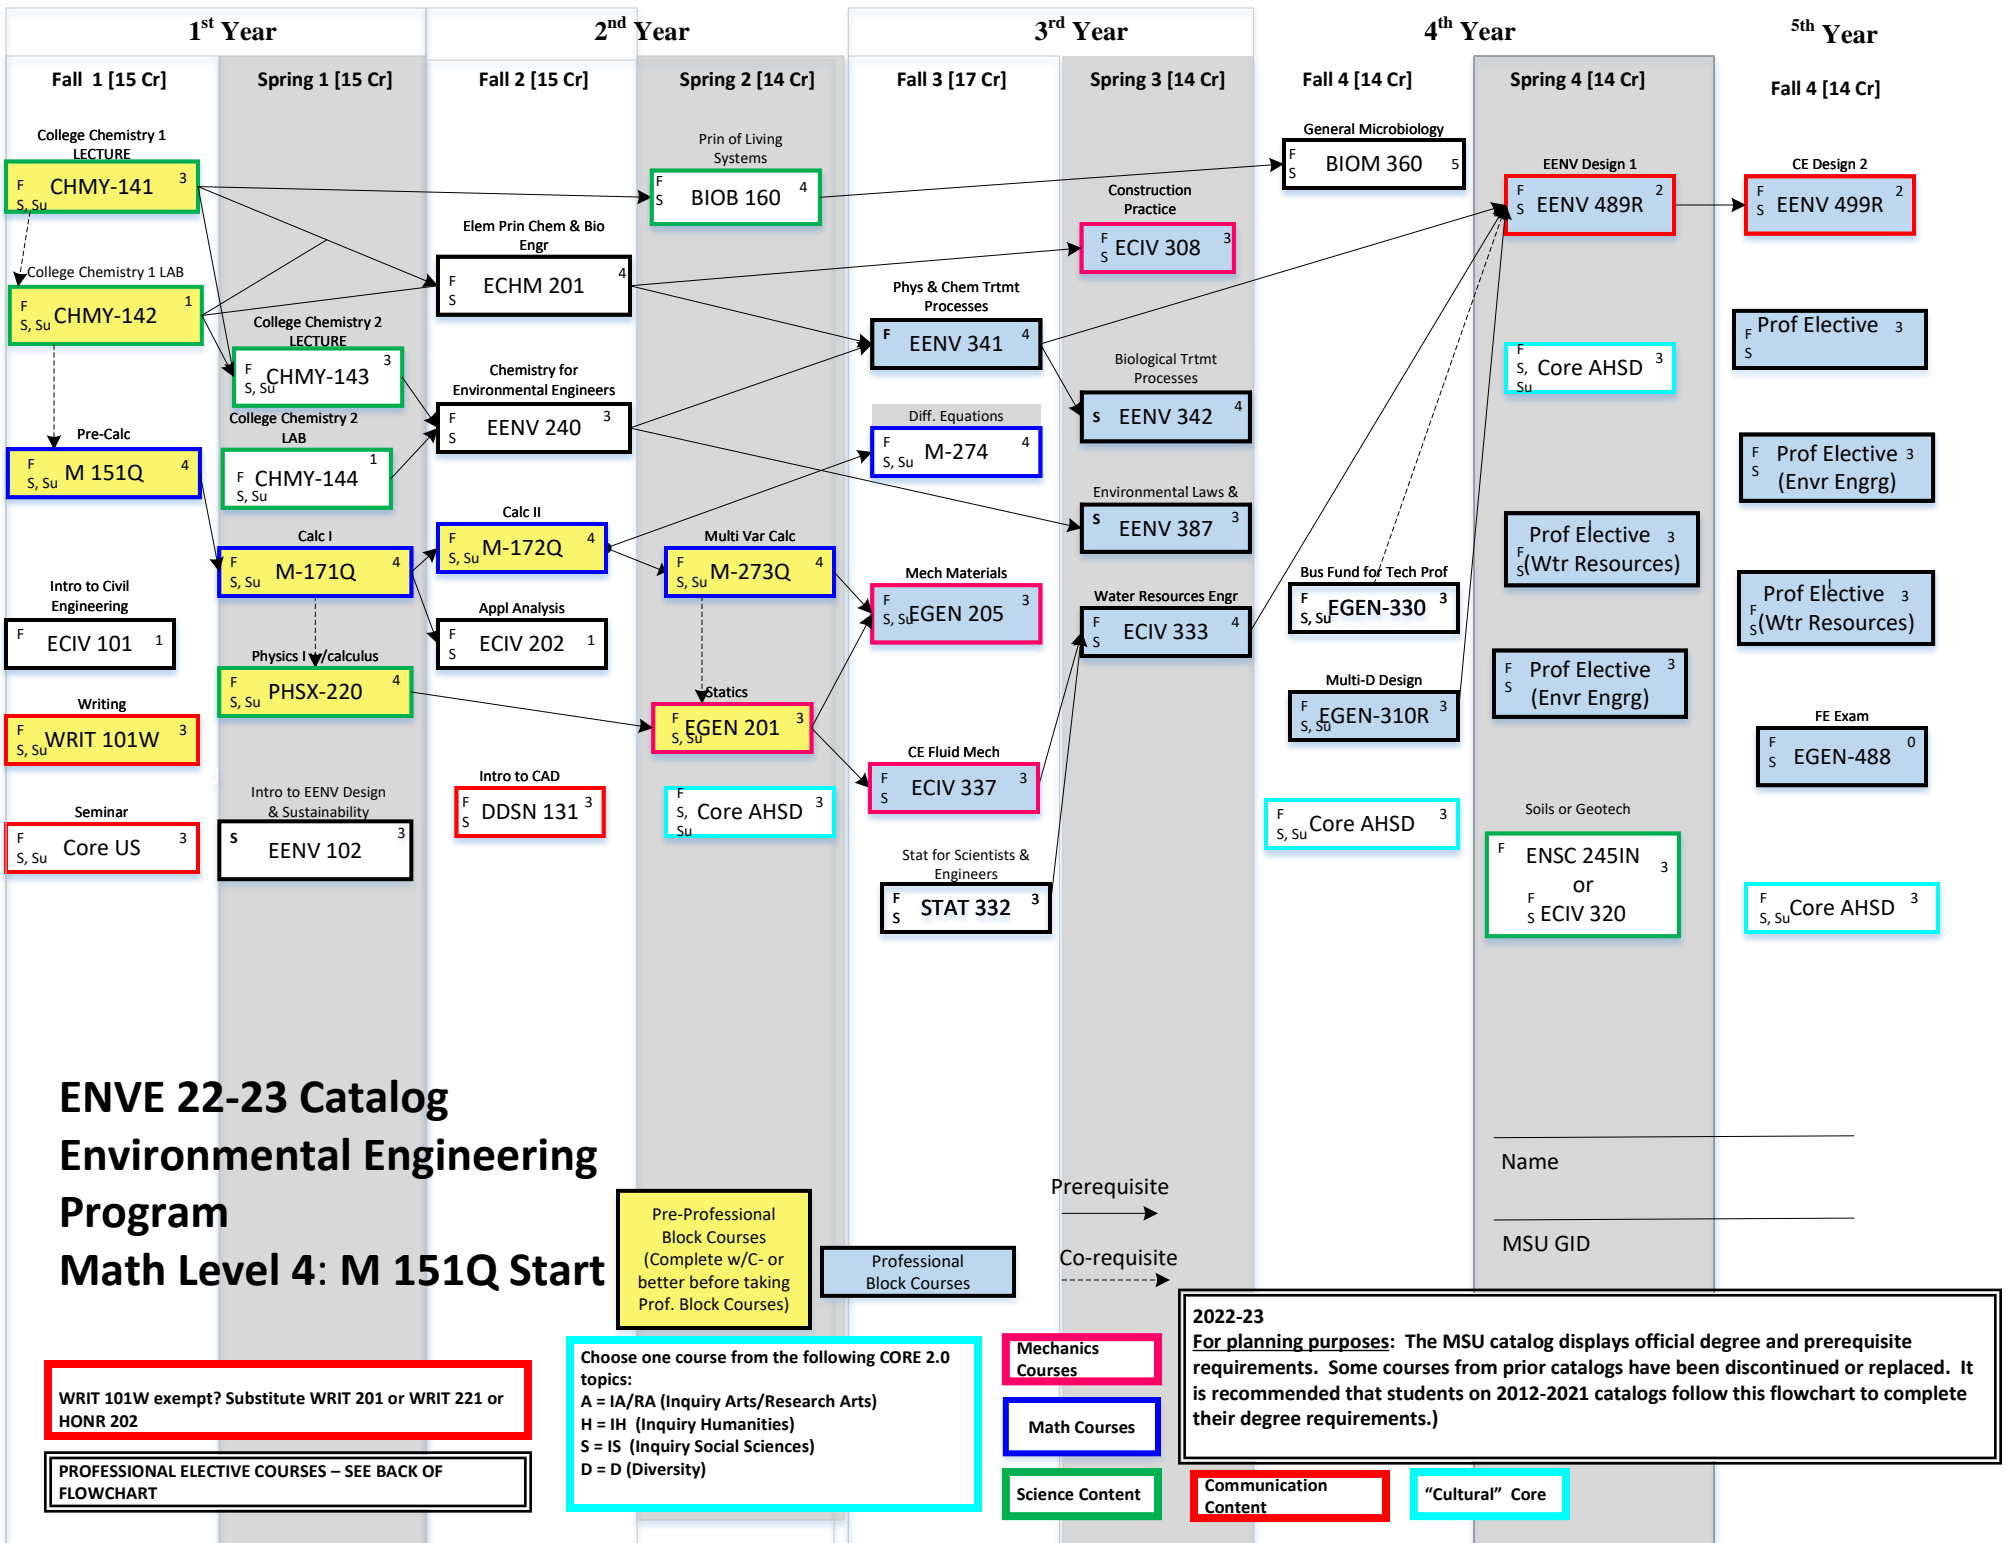 1st Year
2nd Year
3rd Year
4th Year
5th Year
Fall 1 [15 Cr]
Spring 1 [15 Cr]
Fall 2 [15 Cr]
Spring 2 [14 Cr]
Fall 3 [17 Cr]
Spring 3 [14 Cr]
Fall 4 [14 Cr]
Spring 4 [14 Cr]
Fall 4 [14 Cr]
College Chemistry 1
LECTURE
F
S, Su
CHMY-141
3
College Chemistry 1 LAB
F
S, Su
CHMY-142
1
Pre-Calc
F
S, Su
M 151Q
4
Intro to Civil
Engineering
F
ECIV 101
1
Writing
F
S, Su
WRIT 101W
3
Seminar
F
S, Su
Core US
3
College Chemistry 2
LECTURE
F
S, Su
CHMY-143
3
College Chemistry 2
LAB
F
S, Su
CHMY-144
1
Calc I
F
S, Su
M-171Q
4
Physics I w/calculus
F
S, Su
PHSX-220
4
Intro to EENV Design
& Sustainability
S
EENV 102
3
Elem Prin Chem & Bio
Engr
F
S
ECHM 201
4
Chemistry for
Environmental Engineers
F
S
EENV 240
3
Calc II
F
S, Su
M-172Q
4
Appl Analysis
F
S
ECIV 202
1
Intro to CAD
F
S
DDSN 131
3
Prin of Living
Systems
F
S
BIOB 160
4
Multi Var Calc
F
S, Su
M-273Q
4
Statics
F
S, Su
EGEN 201
3
F
S,
Su
Core AHSD
3
Phys & Chem Trtmt
Processes
F
EENV 341
4
Diff. Equations
F
S, Su
M-274
4
Mech Materials
F
S, Su
EGEN 205
3
CE Fluid Mech
F
S
ECIV 337
3
Stat for Scientists &
Engineers
F
S
STAT 332
3
Construction
Practice
F
S
ECIV 308
3
Biological Trtmt
Processes
S
EENV 342
4
Environmental Laws &
S
EENV 387
3
Water Resources Engr
F
S
ECIV 333
4
General Microbiology
F
S
BIOM 360
5
Bus Fund for Tech Prof
F
S, Su
EGEN-330
3
Multi-D Design
F
S, Su
EGEN-310R
3
F
S, Su
Core AHSD
3
EENV Design 1
F
S
EENV 489R
2
F
S,
Su
Core AHSD
3
F
S
Prof Elective
(Wtr Resources)
3
F
S
Prof Elective
(Envr Engrg)
3
Soils or Geotech
F
ENSC 245IN
or
F
S
ECIV 320
3
CE Design 2
F
S
EENV 499R
2
F
S
Prof Elective
3
F
S
Prof Elective
(Envr Engrg)
3
F
S
Prof Elective
(Wtr Resources)
3
FE Exam
F
S
EGEN-488
0
F
S, Su
Core AHSD
3
ENVE 22-23 Catalog
Environmental Engineering
Program
Math Level 4: M 151Q Start
Name
MSU GID
Prerequisite
Co-requisite
Pre-Professional
Block Courses
(Complete w/C- or
better before taking
Prof. Block Courses)
Professional
Block Courses
WRIT 101W exempt? Substitute WRIT 201 or WRIT 221 or
HONR 202
PROFESSIONAL ELECTIVE COURSES – SEE BACK OF
FLOWCHART
Choose one course from the following CORE 2.0
topics:
A = IA/RA (Inquiry Arts/Research Arts)
H = IH (Inquiry Humanities)
S = IS (Inquiry Social Sciences)
D = D (Diversity)
Mechanics
Courses
Math Courses
Science Content
Communication
Content
“Cultural” Core
2022-23
For planning purposes: The MSU catalog displays official degree and prerequisite
requirements. Some courses from prior catalogs have been discontinued or replaced. It
is recommended that students on 2012-2021 catalogs follow this flowchart to complete
their degree requirements.)